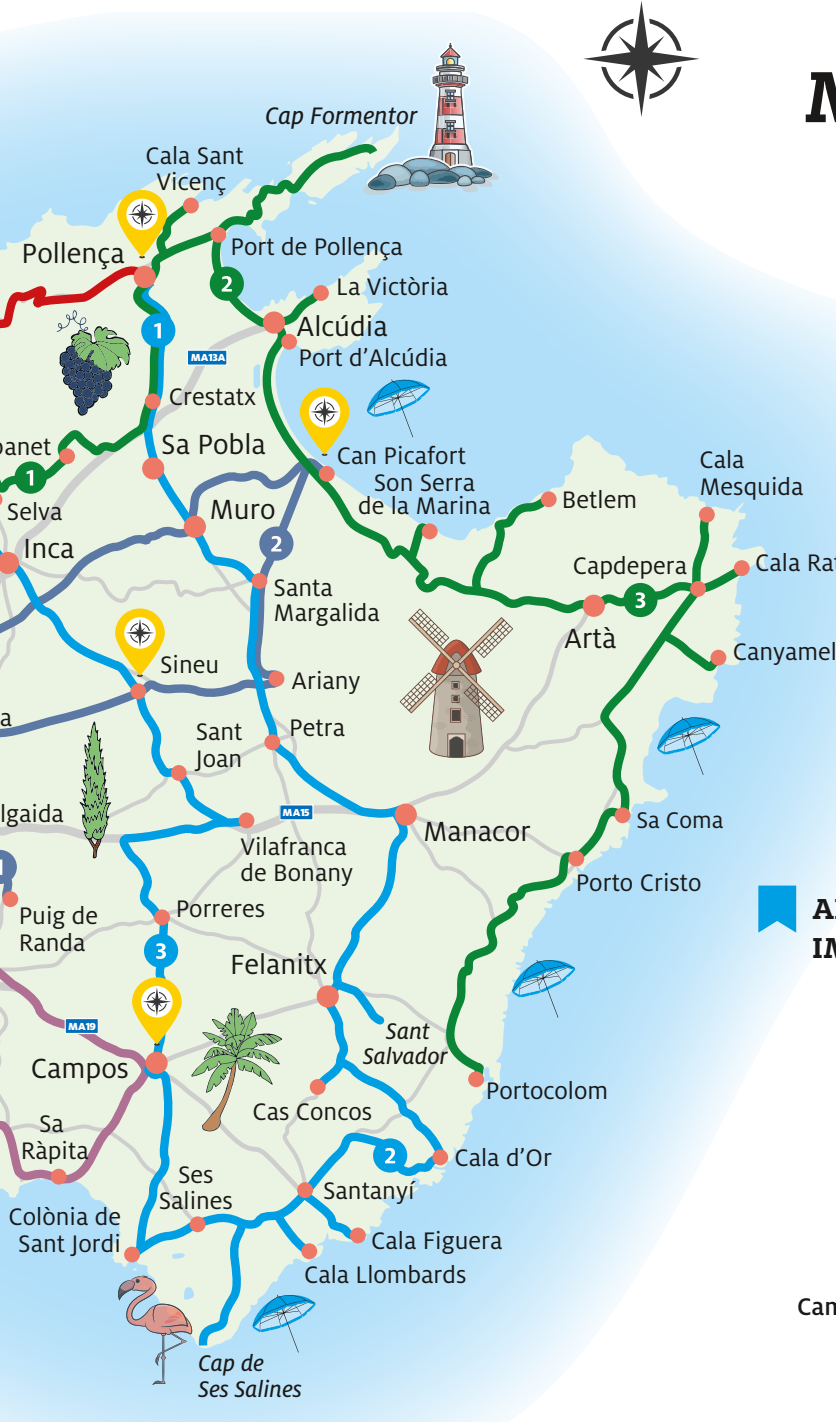 M
Cap Formentor
Cala Sant
Vicenç
Pollença
Port de Pollença
2
La Victòria
Alcúdia
1
MA13A
Port d’Alcúdia
Crestatx
Sa Pobla
Can Picafort
1
Selva
Son Serra
de la Marina
Cala
Mesquida
Betlem
Muro
Inca
2
Capdepera
Santa
Margalida
3
Artà
Canyamel
Sineu
Ariany
Petra
Sant
Joan
MA15
Manacor
Sa Coma
Vilafranca
de Bonany
Porto Cristo
Puig de
Randa
Porreres
3
Felanitx
MA19
Sant
Salvador
Campos
Portocolom
Cas Concos
Sa
Ràpita
2
Cala d’Or
Ses
Salines
Santanyí
Colònia de
Sant Jordi
Cala Figuera
Cala Llombards
Cap de
Ses Salines